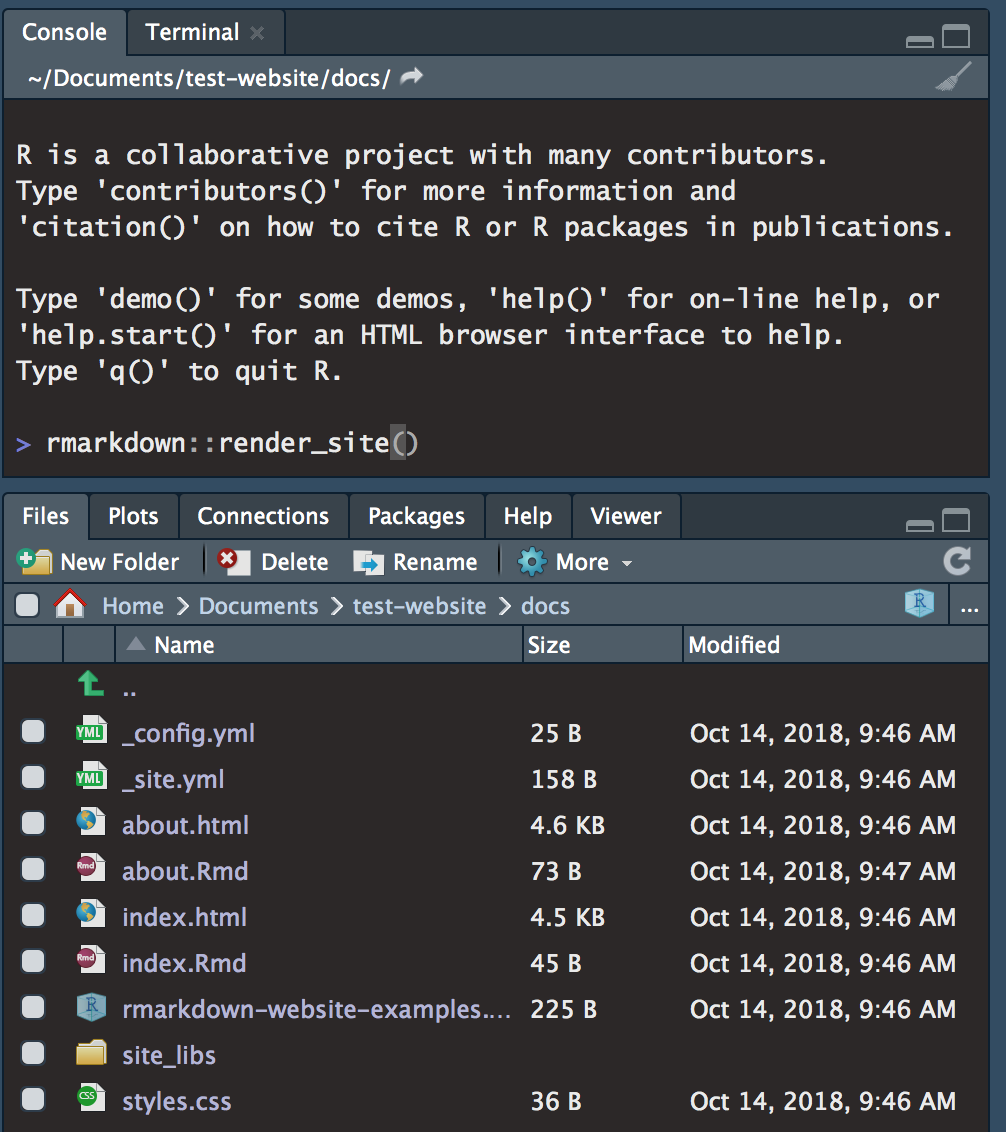 Console Terminal
~/Documents/test-website/docs/
R is a collaborative project with many contributors.
Type 'contributors()' for more information and
'citation()' on how to cite R or R packages in publications.
Type 'demo()' for some demos, 'help()' for on-line help, or
'help.start()' for an HTML browser interface to help.
Type 'q()' to quit R.
> rmarkdown::render_site()
Files Plots Connections Packages Help Viewer
New Folder Delete Rename More
Home Documents test-website docs R ...
Name Size Modified
..
YML _config.yml 25 B Oct 14, 2018, 9:46 AM
YML _site.yml 158 B Oct 14, 2018, 9:46 AM
about.html 4.6 KB Oct 14, 2018, 9:46 AM
Rmd about.Rmd 73 B Oct 14, 2018, 9:47 AM
index.html 4.5 KB Oct 14, 2018, 9:46 AM
Rmd index.Rmd 45 B Oct 14, 2018, 9:46 AM
R rmarkdown-website-examples.... 225 B Oct 14, 2018, 9:46 AM
site_libs
CSS styles.css 36 B Oct 14, 2018, 9:46 AM